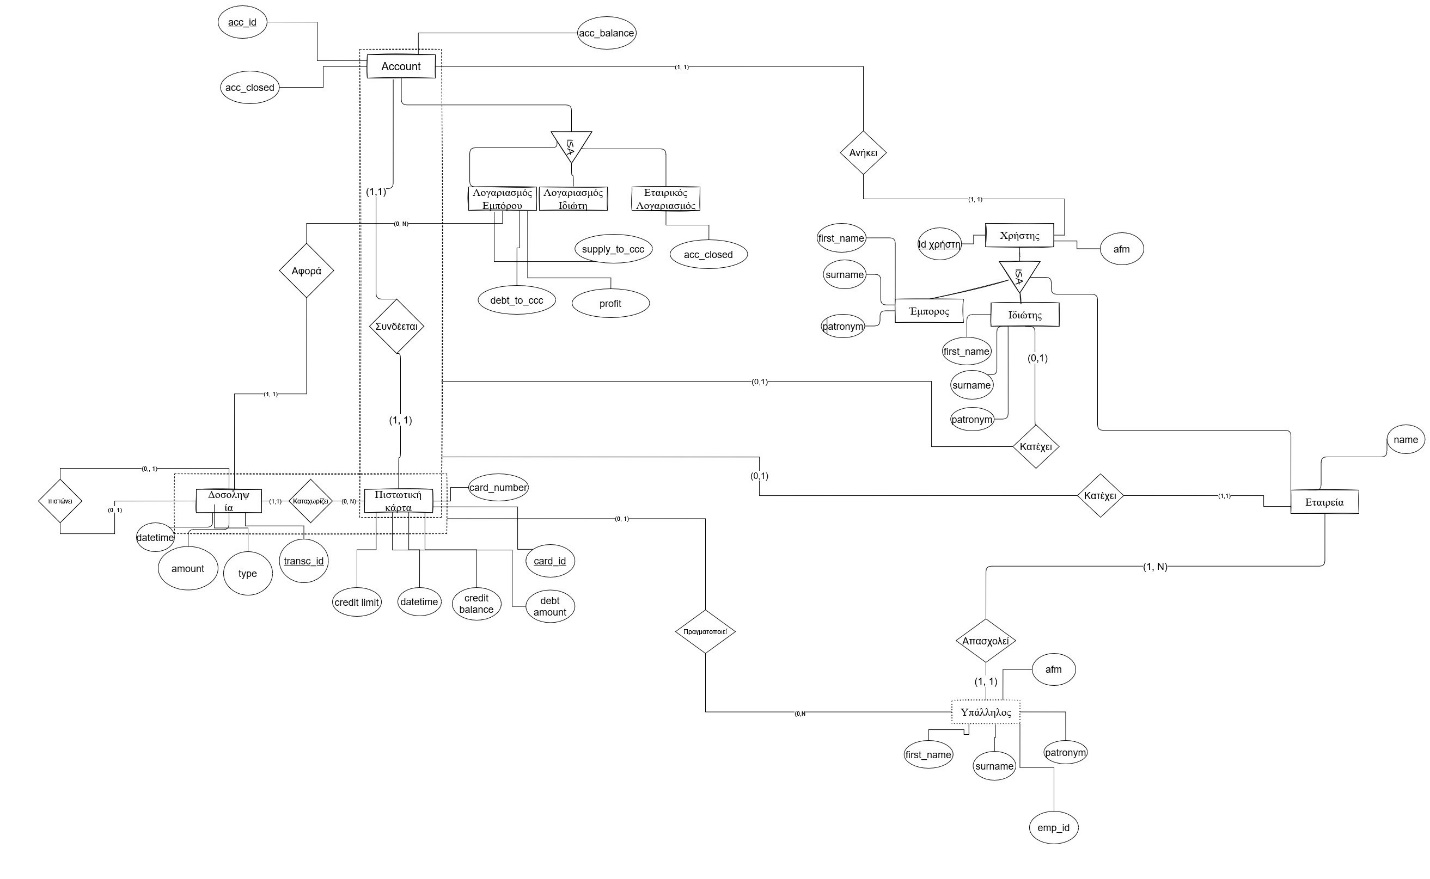 acc_id
acc_balance
Account
(1, 1)
acc_closed
ISA
Ανήκει
(1,1)
Λογαριασμός
Εμπόρου
Λογαριασμός
Ιδιώτη
Εταιρικός
Λογαριασμός
(1, 1)
(0, N)
first_name
Id χρήστη
Χρήστης
afm
supply_to_ccc
acc_closed
Αφορά
surname
ISA
debt_to_ccc
profit
Έμπορος
Ιδιώτης
patronym
Συνδέεται
first_name
(0,1)
(0,1)
surname
(1, 1)
(1, 1)
patronym
name
Κατέχει
(0, 1)
(0,1)
card_number
Κατέχει
(1,1)
Εταιρεία
πιστώνει
(0, 1)
Δοσοληψ
ία
(1,1)
Καταχωρίζει
(0, N)
Πιστωτική
κάρτα
(0, 1)
datetime
amount
type
transc_id
card_id
(1, N)
credit limit
datetime
credit
balance
debt
amount
Πραγματοποιεί
Απασχολεί
afm
(1, 1)
(0,N
Υπάλληλος
first_name
surname
patronym
emp_id